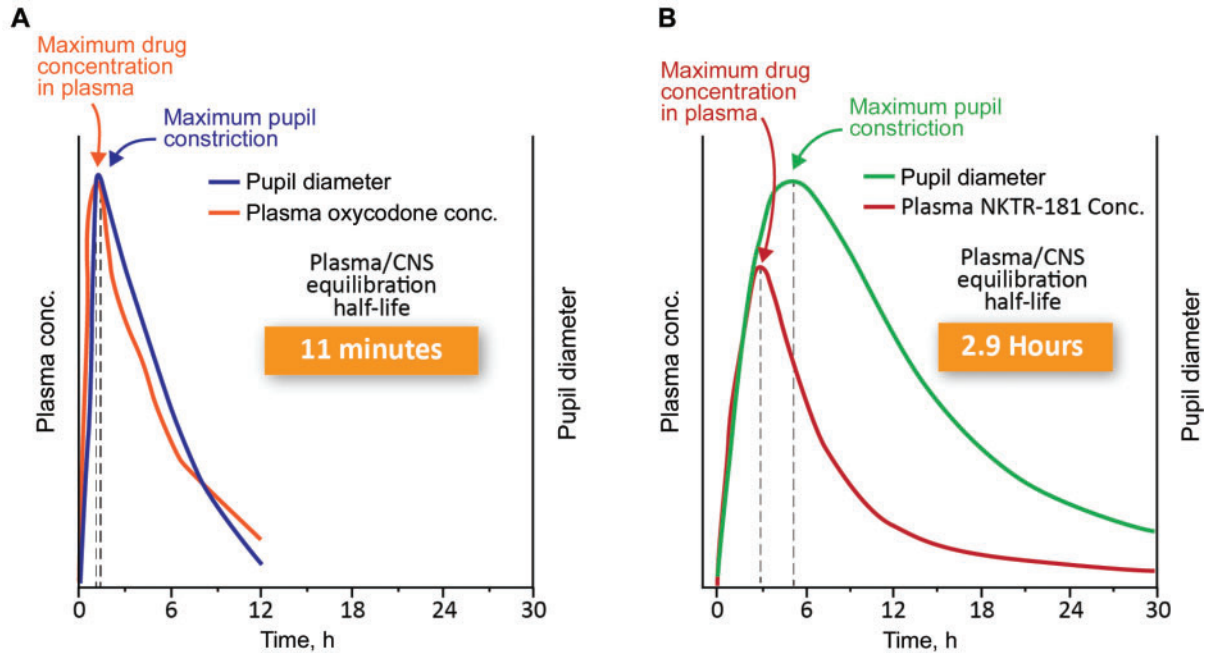 A
Maximum drug
concentration
in plasma
Maximum pupil
constriction
Pupil diameter
Plasma oxycodone conc.
Plasma/CNS
equilibration
half-life
11 minutes
Plasma conc.
Pupil diameter
0 6 12 18 24 30
Time, h
B
Maximum drug
concentration
in plasma
Maximum pupil
constriction
Pupil diameter
Plasma NKTR-181 Conc.
Plasma/CNS
equilibration
half-life
2.9 Hours
Plasma conc.
Pupil diameter
0 6 12 18 24 30
Time, h